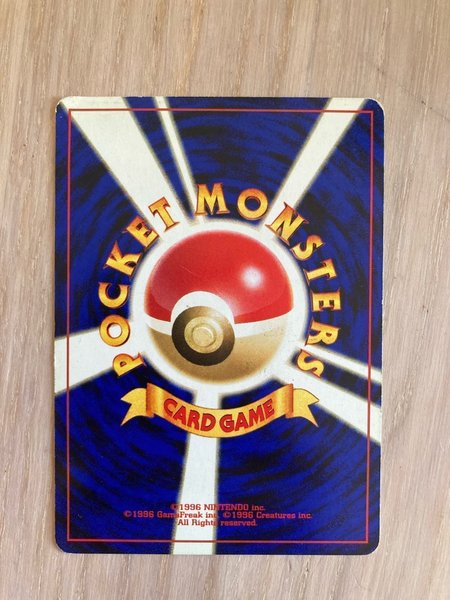 POCKET MONSTERS
CARD GAME
©1996 NINTENDO inc.
©1996 GameFreak inc. ©1996 Creatures inc.
All Rights reserved.